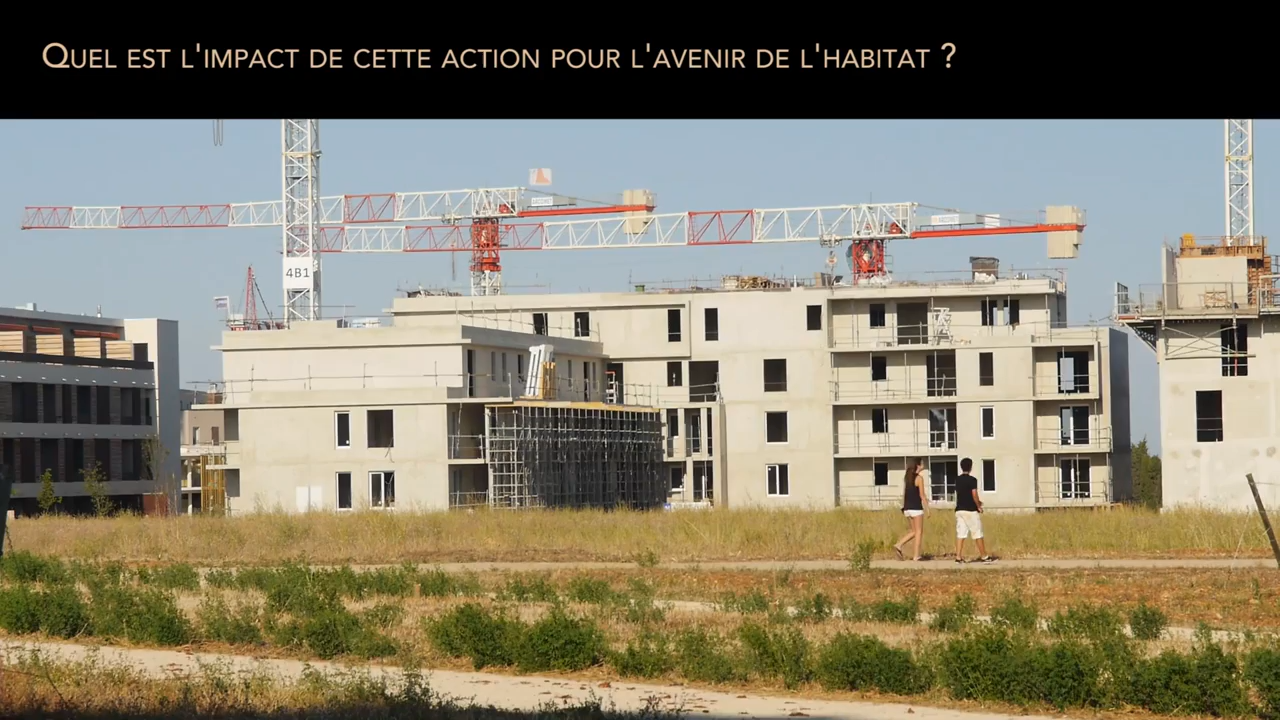 Quel est l'impact de cette action pour l'avenir de l'habitat ?
4B1